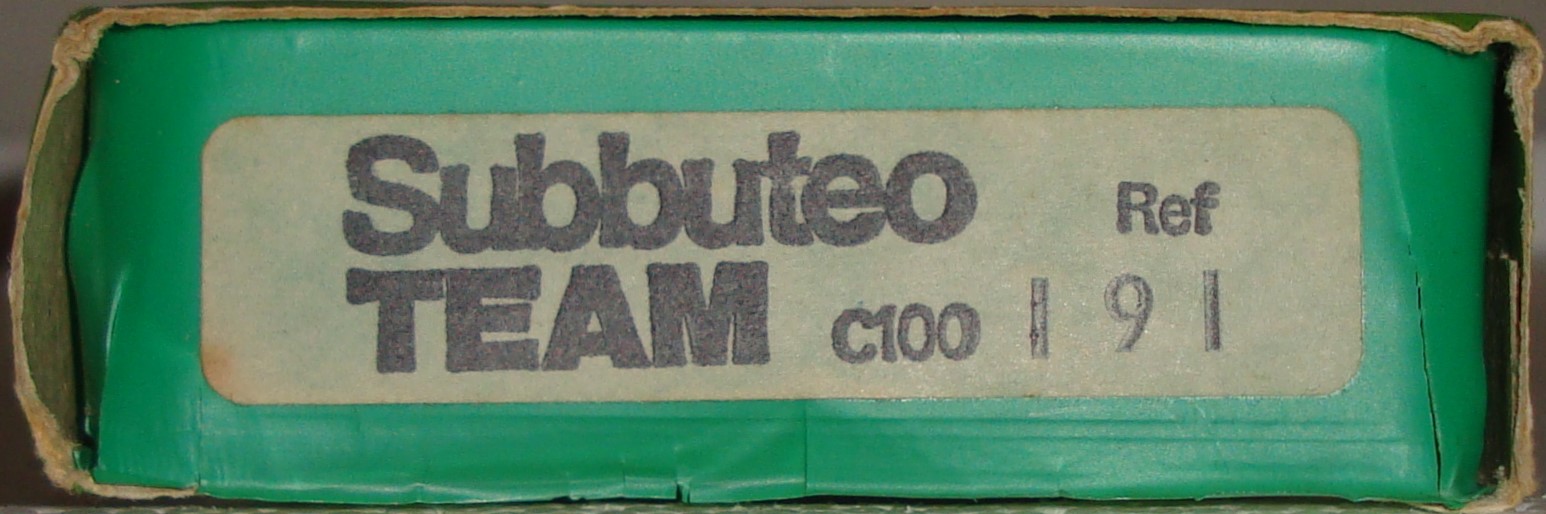 Subbuteo Ref
TEAM C100 191